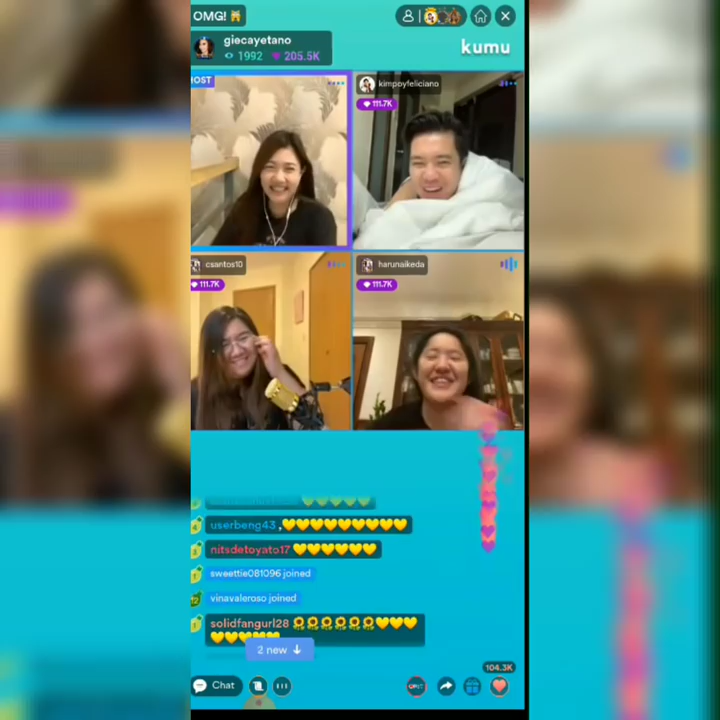 OMG!
giecayetano
1992 205.5K
kumu
HOST
kimpoyfeliciano
111.7K
csantos10
111.7K
harunaikeda
111.7K
userbeng43 ,💛💛💛💛💛💛💛💛💛💛
nitsdetoyato17 💛💛💛💛💛💛
sweettie081096 joined
vinavaleroso joined
solidfangurl28 🌻🌻🌻🌻🌻🌻💛💛💛
💛💛💛💛💛
2 new ↓
104.3K
Chat